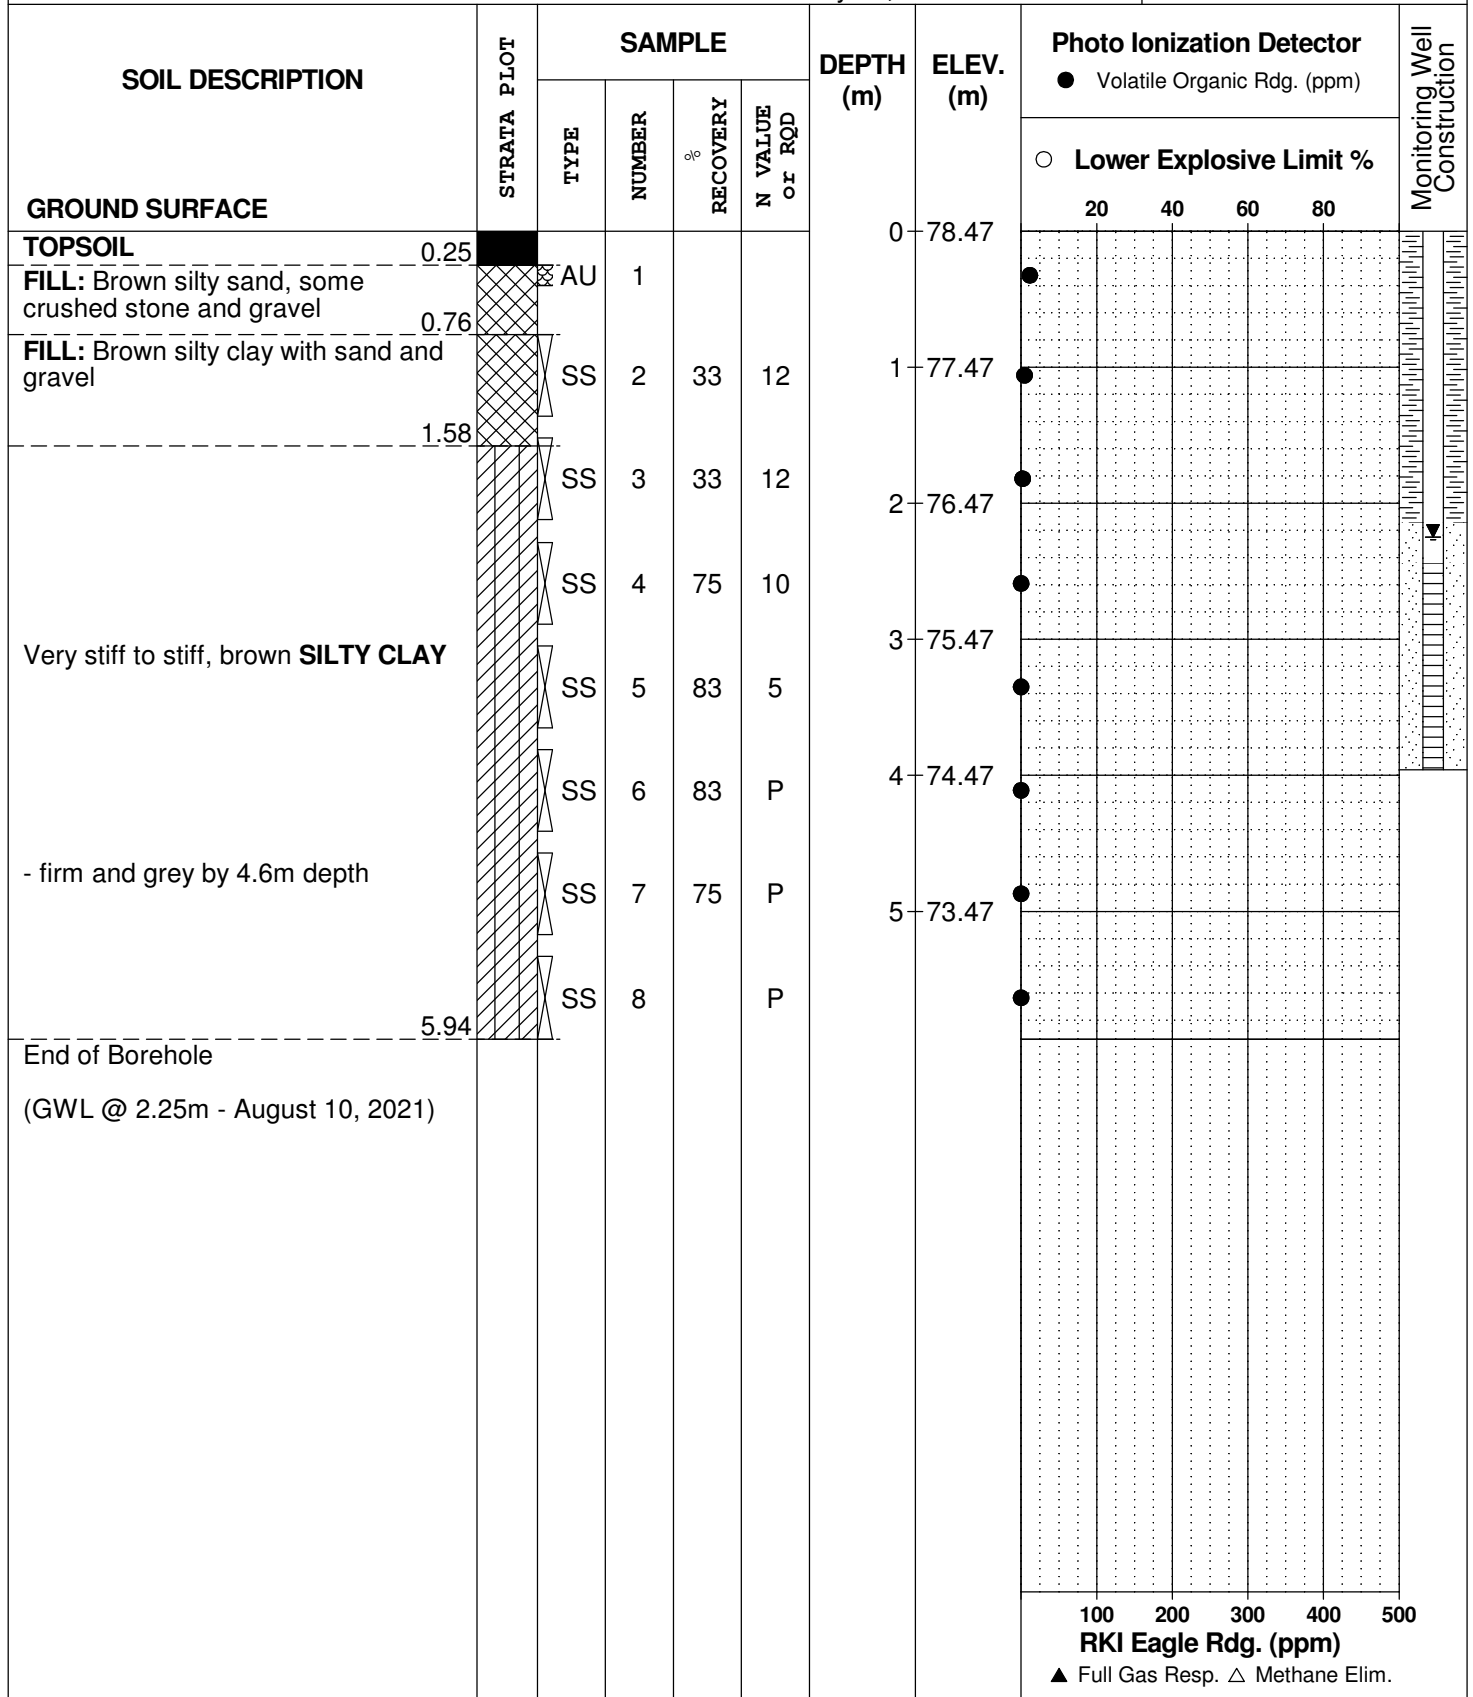 SOIL DESCRIPTION
GROUND SURFACE
STRATA PLOT
SAMPLE
TYPE
NUMBER
% RECOVERY
N VALUE or RQD
DEPTH (m)
ELEV. (m)
Photo Ionization Detector
● Volatile Organic Rdg. (ppm)
○ Lower Explosive Limit %
20 40 60 80
Monitoring Well Construction
0 78.47
TOPSOIL 0.25
FILL: Brown silty sand, some
crushed stone and gravel
0.76
AU 1
FILL: Brown silty clay with sand and
gravel
1.58
SS 2 33 12
1 77.47
SS 3 33 12
2 76.47
SS 4 75 10
3 75.47
Very stiff to stiff, brown SILTY CLAY
SS 5 83 5
4 74.47
SS 6 83 P
- firm and grey by 4.6m depth
SS 7 75 P
5 73.47
SS 8 P
5.94
End of Borehole
(GWL @ 2.25m - August 10, 2021)
100 200 300 400 500
RKI Eagle Rdg. (ppm)
▲ Full Gas Resp. △ Methane Elim.